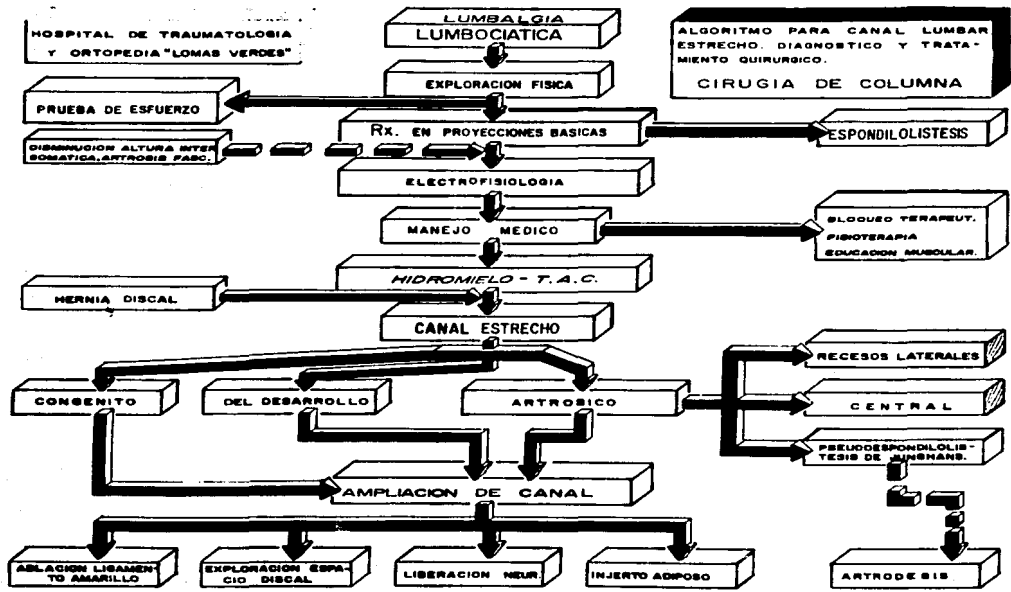 HOSPITAL DE TRAUMATOLOGIA
Y ORTOPEDIA "LOMAS VERDES"
LUMBALGIA
LUMBOCIATICA
ALGORITMO PARA CANAL LUMBAR
ESTRECHO. DIAGNOSTICO Y TRATA-
MIENTO QUIRURGICO.
CIRUGIA DE COLUMNA
EXPLORACION FISICA
PRUEBA DE ESFUERZO
Rx. EN PROYECCIONES BASICAS
ESPONDILOLISTESIS
DISMINUCION ALTURA INTER
SOMATICA, ARTROSIS FASC.
ELECTROFISIOLOGIA
MANEJO MEDICO
BLOQUEO TERAPEUT.
FISIOTERAPIA
EDUCACION MUSCULAR.
HIDROMIELO - T.A.C.
HERNIA DISCAL
CANAL ESTRECHO
RECESOS LATERALES
CONGENITO
DEL DESARROLLO
ARTROSICO
CENTRAL
PSEUDOESPONDILOLIS-
TESIS DE JUNGHANS.
AMPLIACION DE CANAL
ABLACION LIGAMEN-
TO AMARILLO
EXPLORACION ESPA-
CIO DISCAL
LIBERACION NEUR.
INJERTO ADIPOSO
ARTRODESIS